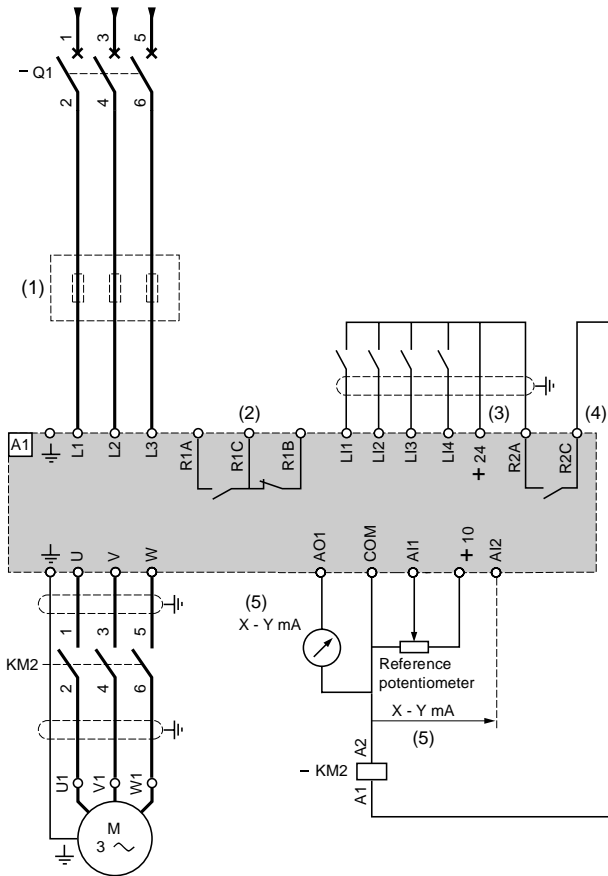 1 3 5
– Q1
2 4 6
(1)
(2) (3) (4)
A1
L1 L2 L3 R1A R1C R1B LI1 LI2 LI3 LI4 + 24 R2A R2C
U V W AO1 COM AI1 + 10 AI2
(5)
X - Y mA
1 3 5
KM2
2 4 6
Reference
potentiometer
X - Y mA
(5)
A2
– KM2
A1
U1 V1 W1
M
3